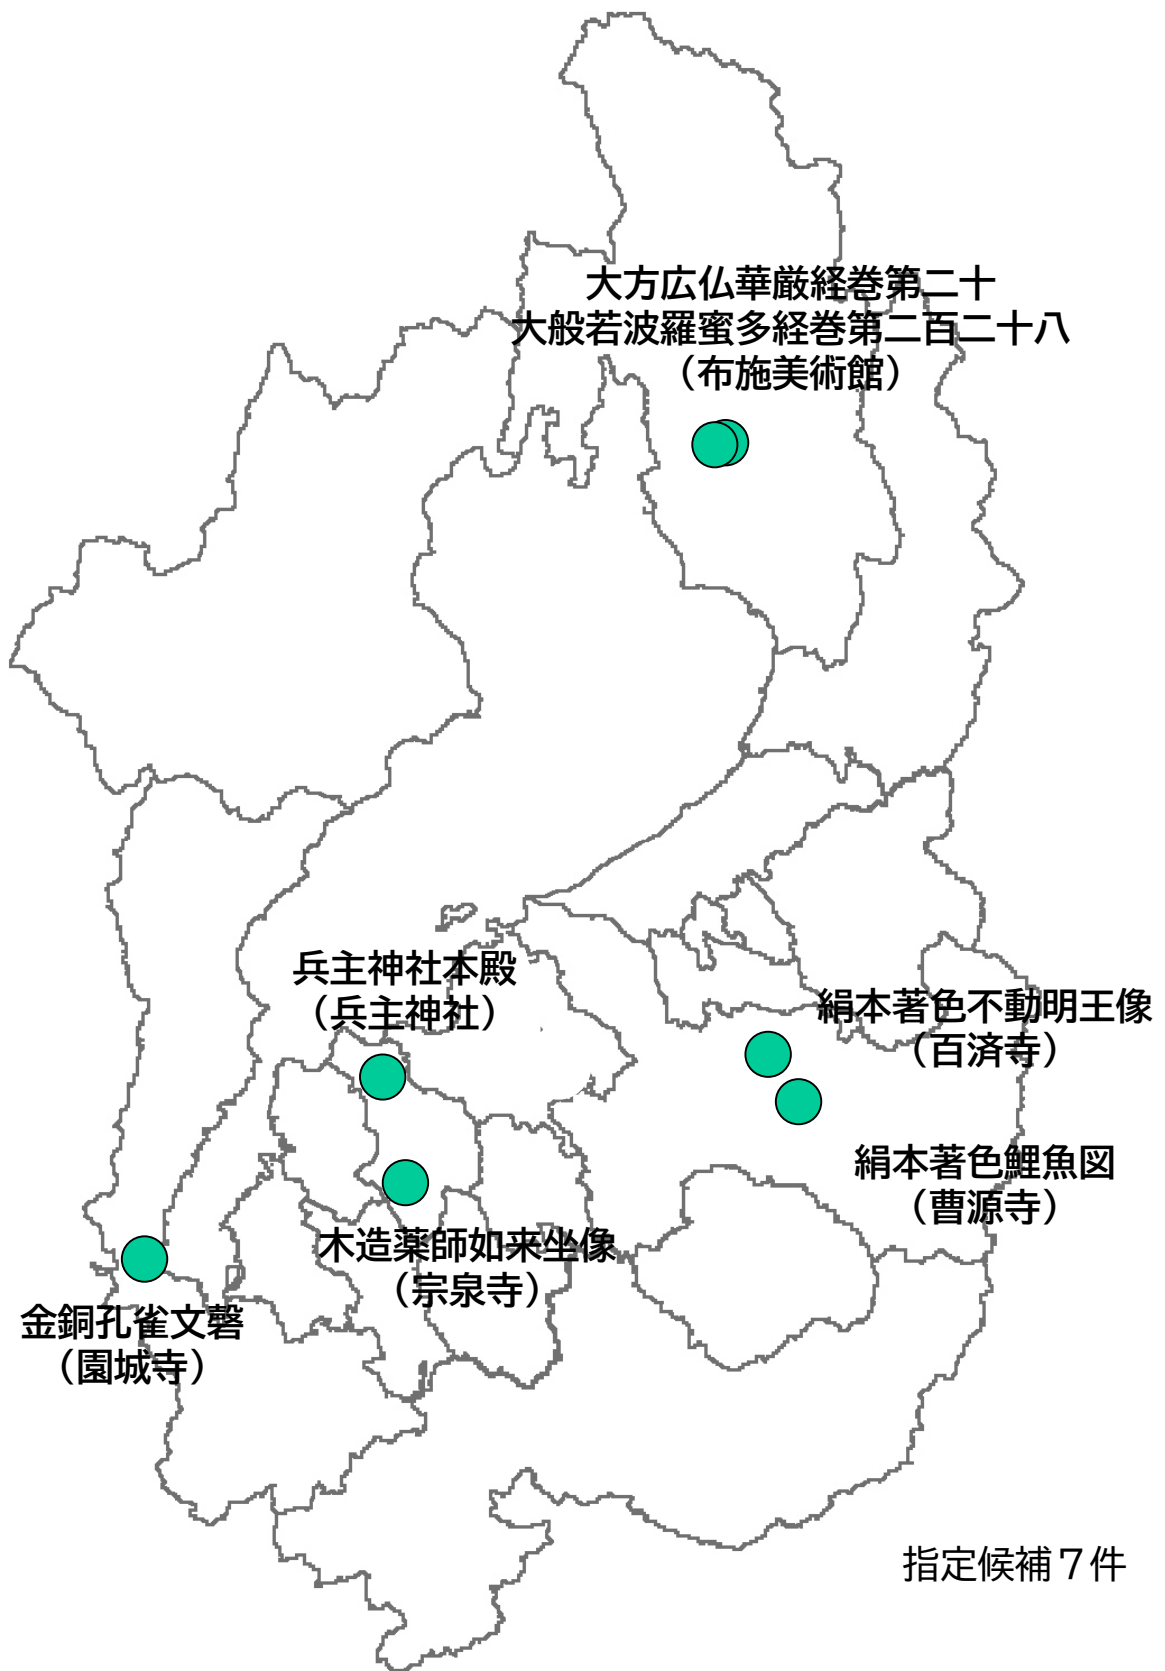 大方広仏華厳経巻第二十
大般若波羅蜜多経巻第二百二十八
（布施美術館）
兵主神社本殿
（兵主神社）
絹本著色不動明王像
（百済寺）
絹本著色鯉魚図
（曹源寺）
木造薬師如来坐像
（宗泉寺）
金銅孔雀文磬
（園城寺）
指定候補７件